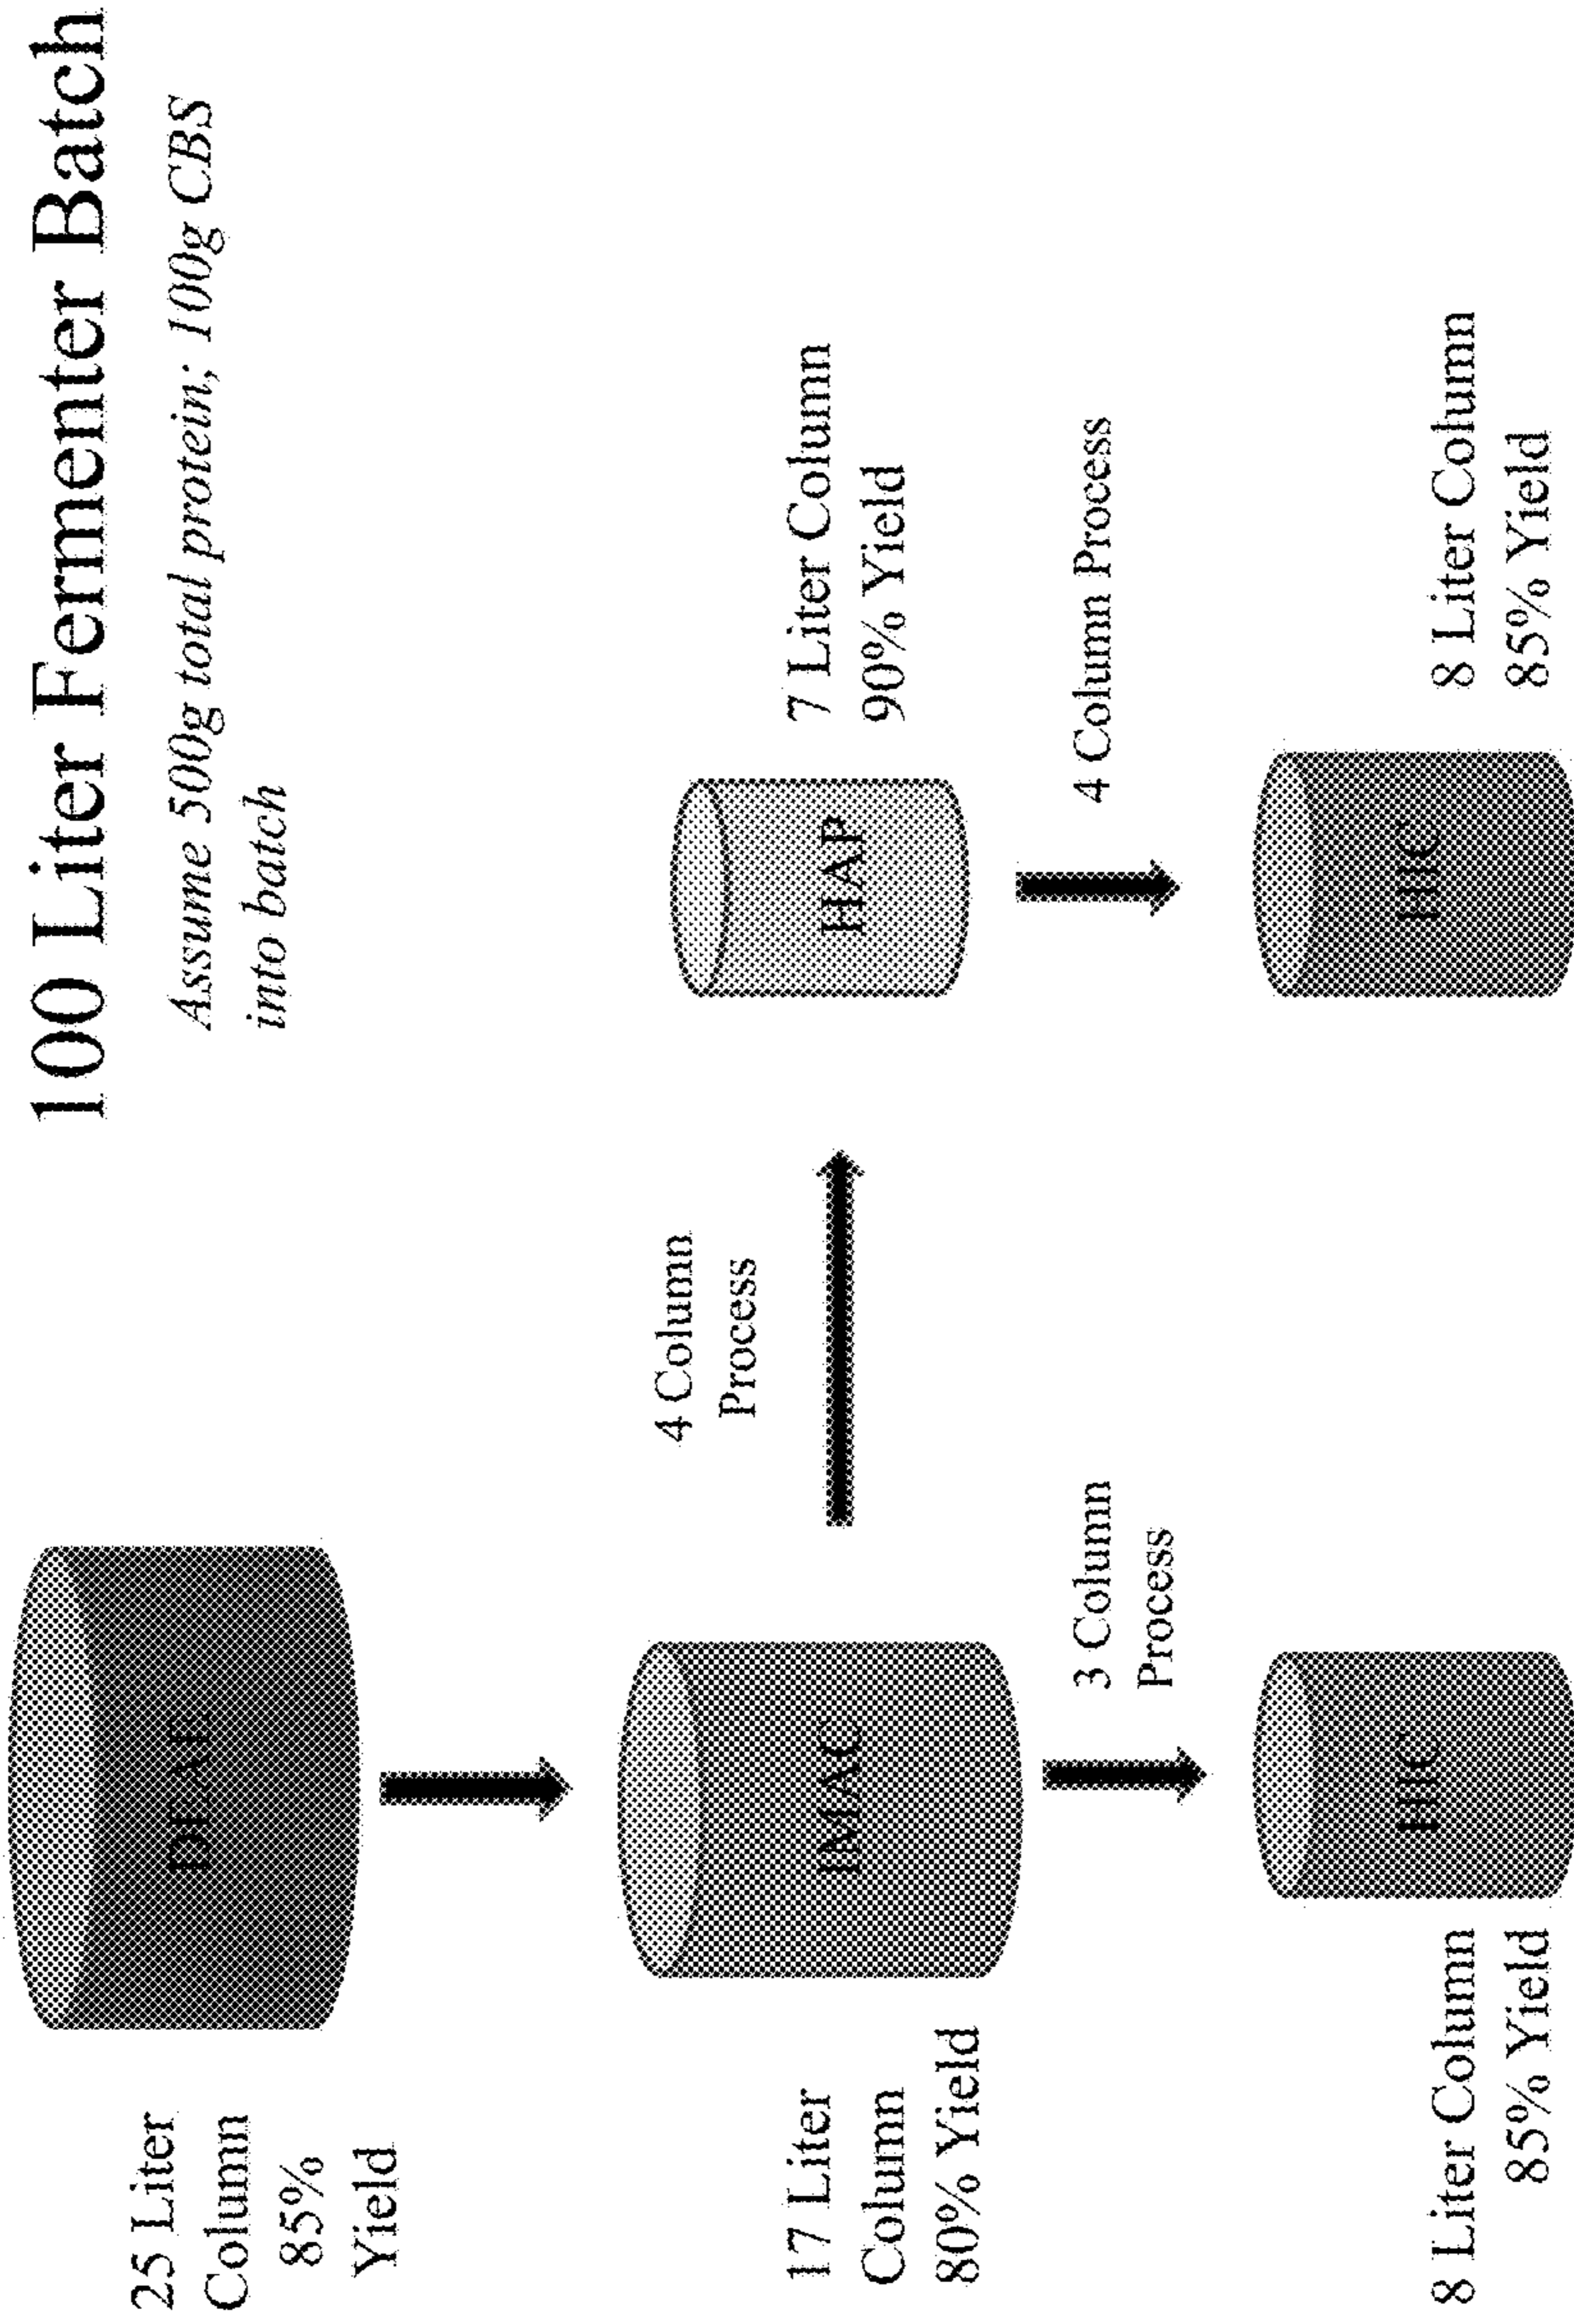 100 Liter Fermenter Batch
Assume 500g total protein; 100g CBS
into batch
25 Liter
Column
85%
Yield
DEAE
17 Liter
Column
80% Yield
IMAC
4 Column
Process
HAP
7 Liter Column
90% Yield
3 Column
Process
4 Column Process
8 Liter Column
85% Yield
HIC
HIC
8 Liter Column
85% Yield